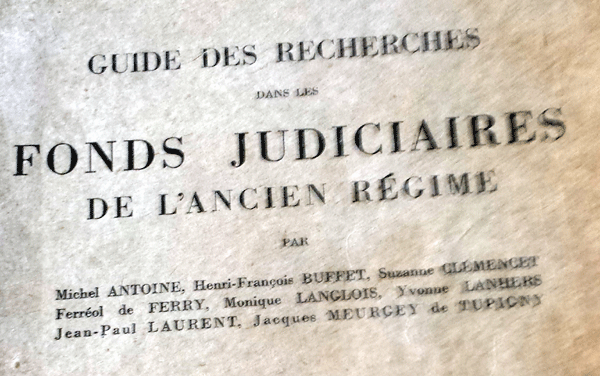 GUIDE DES RECHERCHES
DANS LES
FONDS JUDICIAIRES
DE L'ANCIEN RÉGIME
PAR
Michel ANTOINE, Henri-François BUFFET, Suzanne CLÉMENCET
Ferréol de FERRY, Monique LANGLOIS, Yvonne LANHERS
Jean-Paul LAURENT, Jacques MEURGEY de TUPIGNY